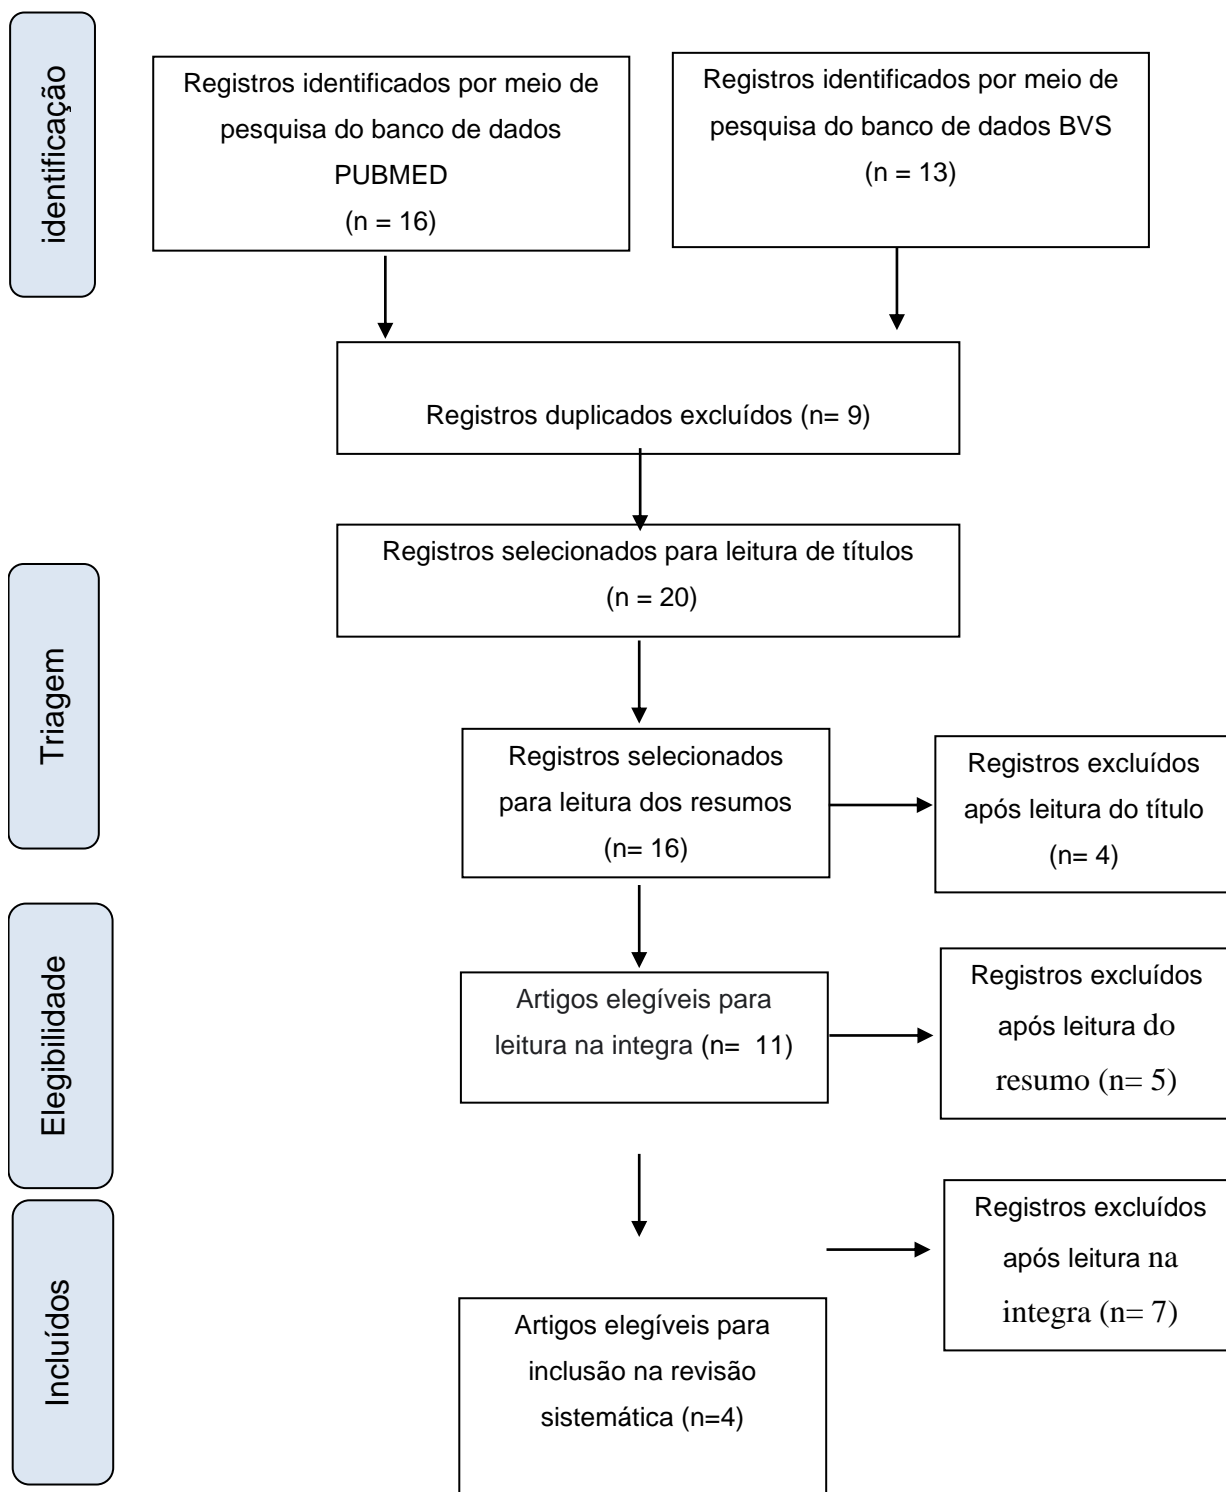 identificação
Registros identificados por meio de
pesquisa do banco de dados
PUBMED
(n = 16)
Registros identificados por meio de
pesquisa do banco de dados BVS
(n = 13)
Registros duplicados excluídos (n= 9)
Registros selecionados para leitura de títulos
(n = 20)
Triagem
Registros selecionados
para leitura dos resumos
(n= 16)
Registros excluídos
após leitura do título
(n= 4)
Elegibilidade
Artigos elegíveis para
leitura na integra (n= 11)
Registros excluídos
após leitura do
resumo (n= 5)
Incluídos
Registros excluídos
após leitura na
integra (n= 7)
Artigos elegíveis para
inclusão na revisão
sistemática (n=4)